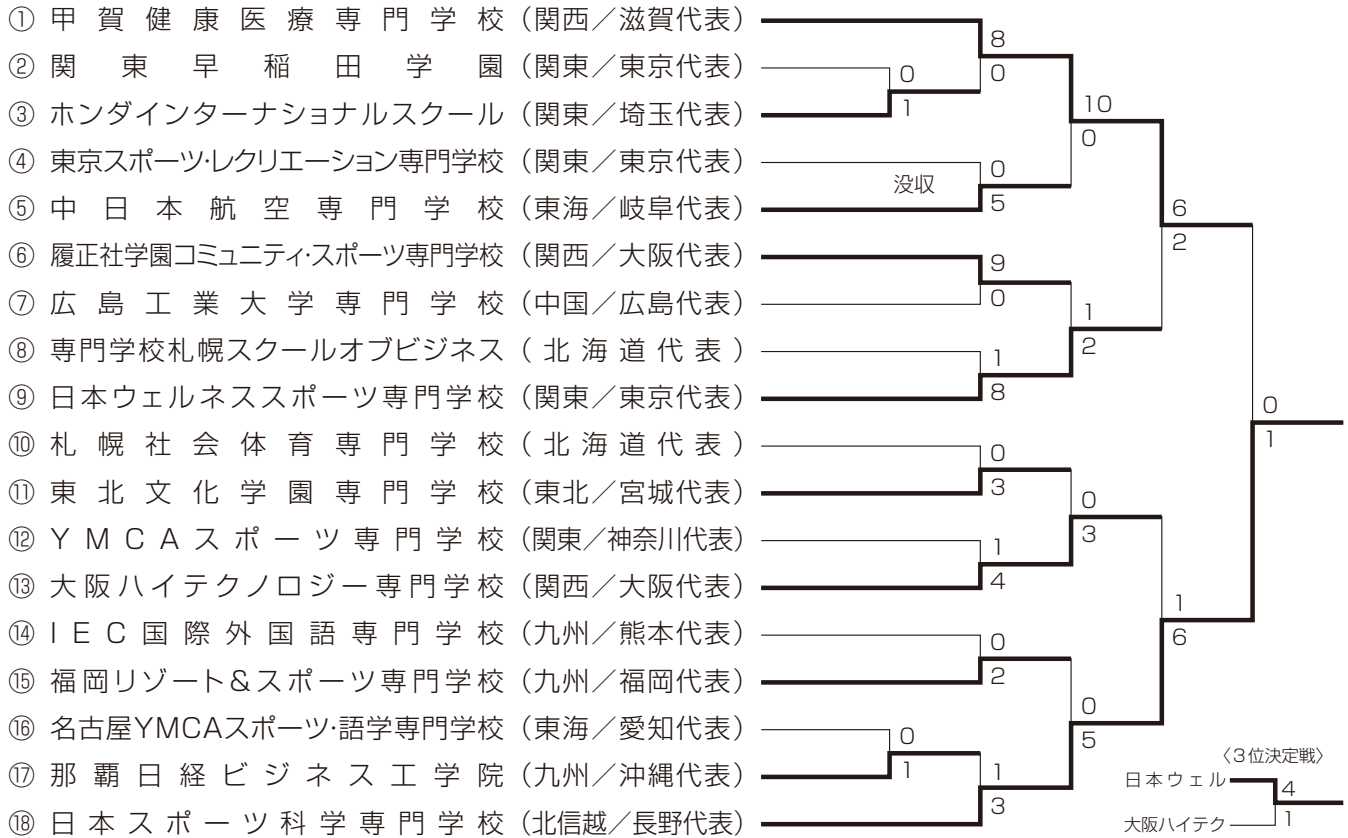 ① 甲賀健康医療専門学校 (関西／滋賀代表)
② 関東早稲田学園 (関東／東京代表)
③ ホンダインターナショナルスクール (関東／埼玉代表)
④ 東京スポーツ・レクリエーション専門学校 (関東／東京代表)
⑤ 中日本航空専門学校 (東海／岐阜代表)
⑥ 履正社学園コミュニティ・スポーツ専門学校 (関西／大阪代表)
⑦ 広島工業大学専門学校 (中国／広島代表)
⑧ 専門学校札幌スクールオブビジネス (北海道代表)
⑨ 日本ウェルネススポーツ専門学校 (関東／東京代表)
⑩ 札幌社会体育専門学校 (北海道代表)
⑪ 東北文化学園専門学校 (東北／宮城代表)
⑫ YMCAスポーツ専門学校 (関東／神奈川代表)
⑬ 大阪ハイテクノロジー専門学校 (関西／大阪代表)
⑭ IEC国際外国語専門学校 (九州／熊本代表)
⑮ 福岡リゾート&スポーツ専門学校 (九州／福岡代表)
⑯ 名古屋YMCAスポーツ・語学専門学校 (東海／愛知代表)
⑰ 那覇日経ビジネス工学院 (九州／沖縄代表)
⑱ 日本スポーツ科学専門学校 (北信越／長野代表)
0
1
0
1
8
0
没収
0
5
9
0
1
8
0
3
1
4
0
2
1
3
10
0
1
2
0
3
0
5
6
2
1
6
0
1
〈3位決定戦〉
日本ウェル 4
大阪ハイテク 1